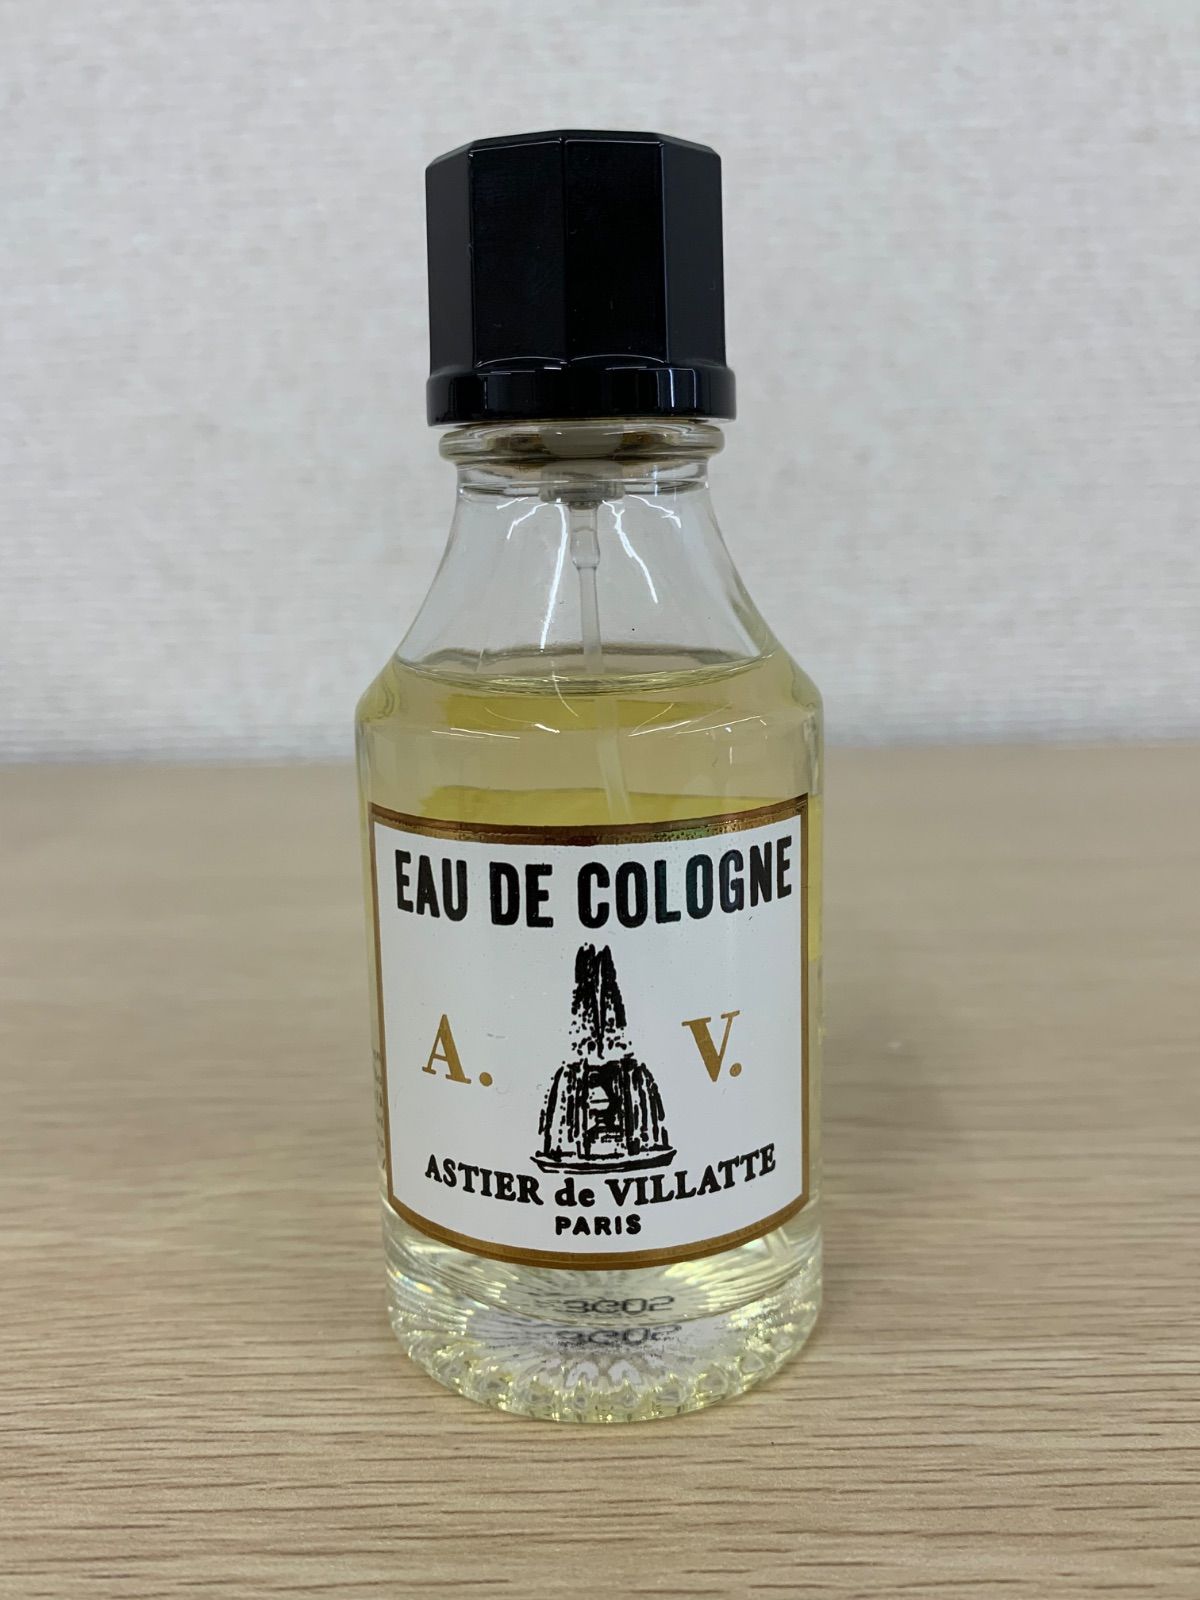 EAU DE COLOGNE
A. V.
ASTIER de VILLATTE
PARIS